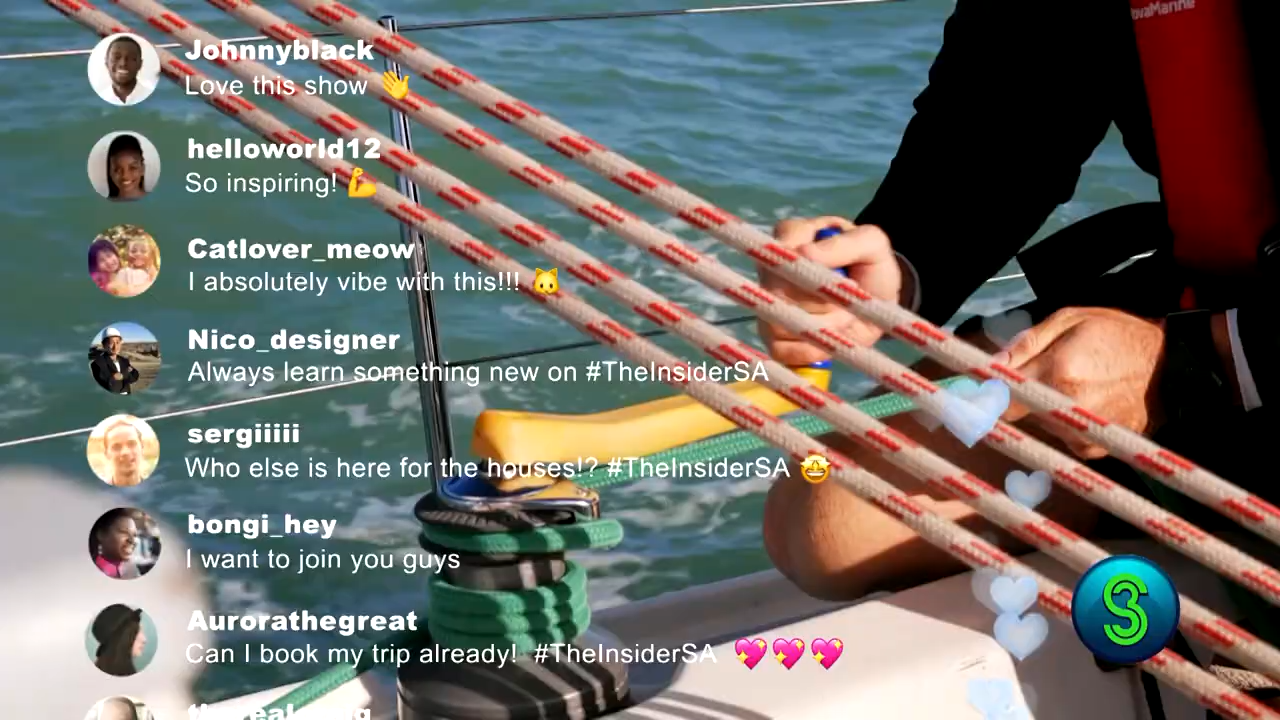 ovaMarine
Johnnyblack
Love this show 👋
helloworld12
So inspiring! 💪
Catlover_meow
I absolutely vibe with this!!! 🐱
Nico_designer
Always learn something new on #TheInsiderSA
sergiiiii
Who else is here for the houses!? #TheInsiderSA 🤩
bongi_hey
I want to join you guys
Aurorathegreat
Can I book my trip already! #TheInsiderSA 💖💖💖
S3